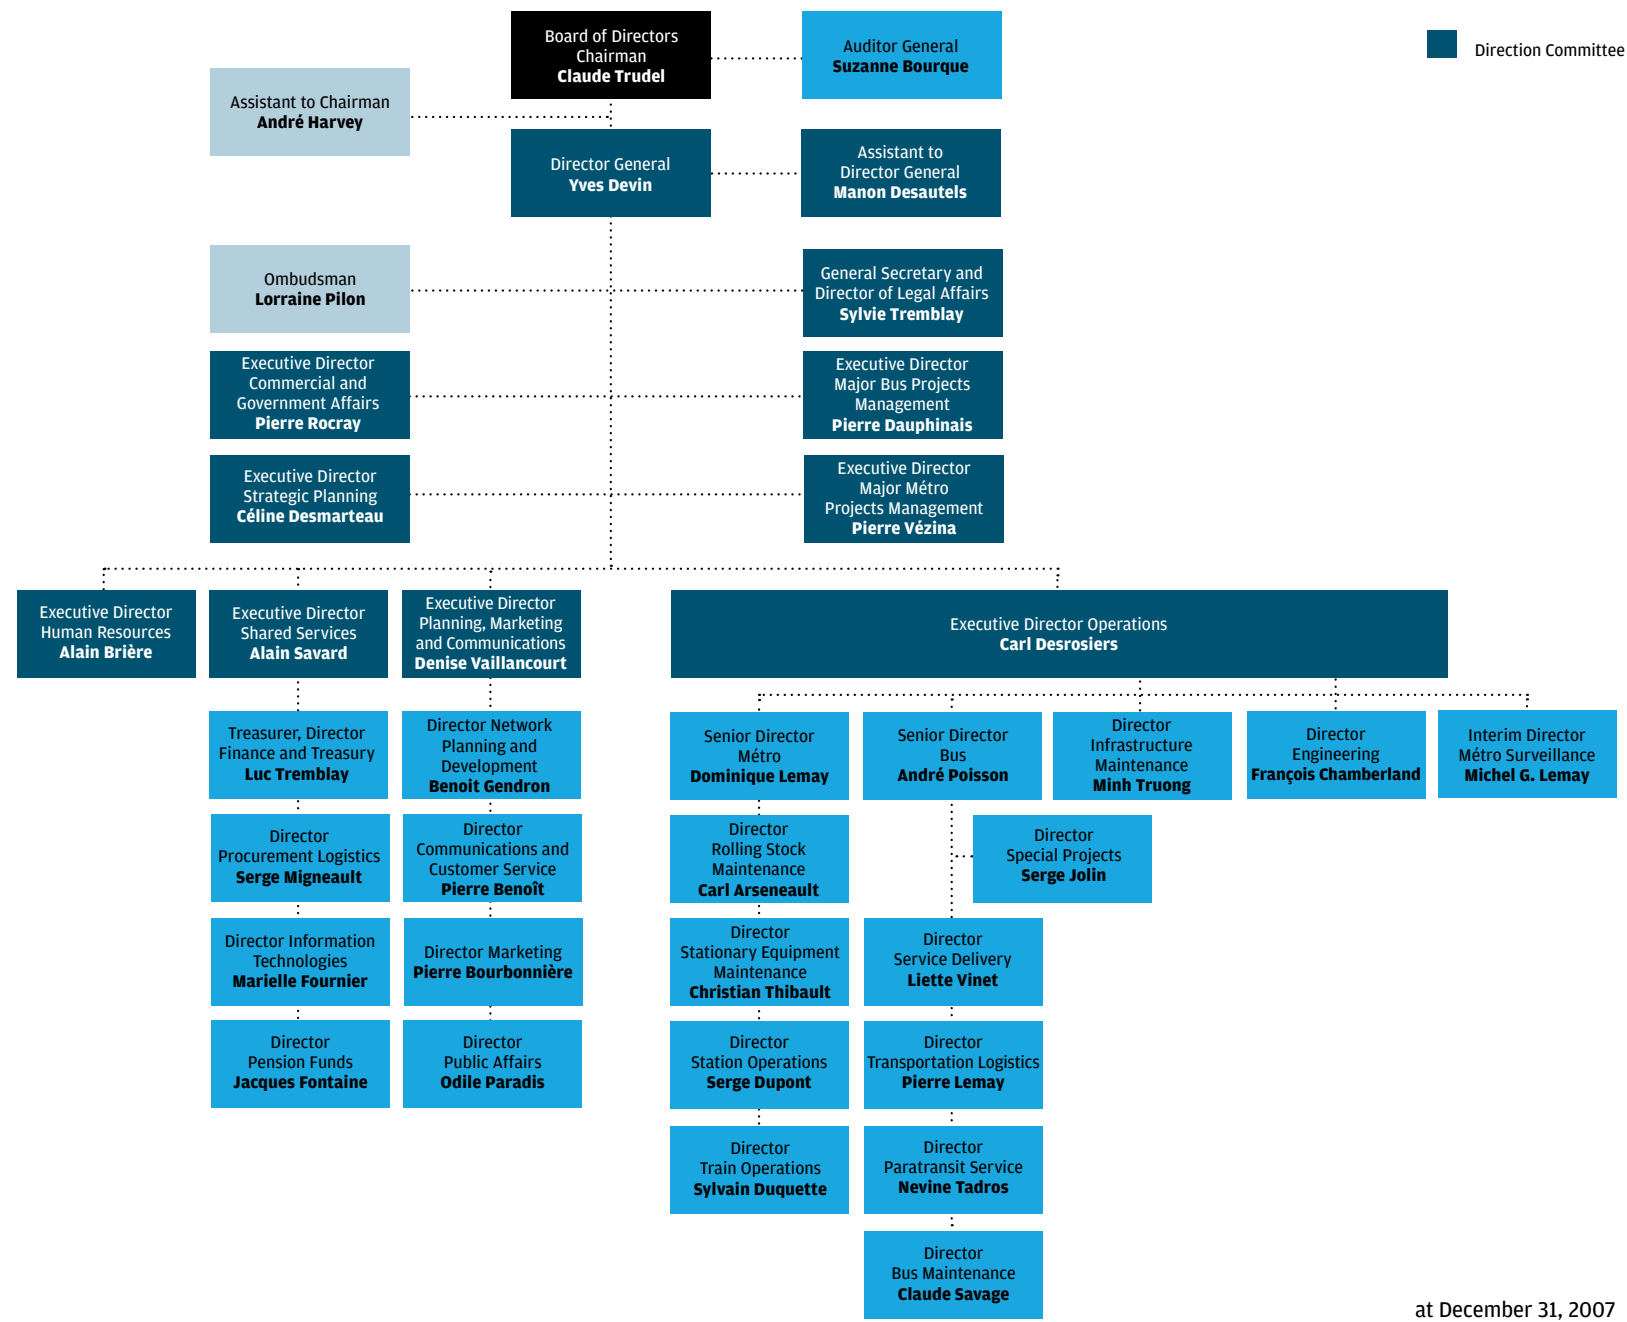 Board of Directors
Chairman
Claude Trudel
Auditor General
Suzanne Bourque
Direction Committee
Assistant to Chairman
André Harvey
Director General
Yves Devin
Assistant to
Director General
Manon Desautels
Ombudsman
Lorraine Pilon
General Secretary and
Director of Legal Affairs
Sylvie Tremblay
Executive Director
Commercial and
Government Affairs
Pierre Rocray
Executive Director
Major Bus Projects
Management
Pierre Dauphinais
Executive Director
Strategic Planning
Céline Desmarteau
Executive Director
Major Métro
Projects Management
Pierre Vézina
Executive Director
Human Resources
Alain Brière
Executive Director
Shared Services
Alain Savard
Executive Director
Planning, Marketing
and Communications
Denise Vaillancourt
Executive Director Operations
Carl Desrosiers
Treasurer, Director
Finance and Treasury
Luc Tremblay
Director Network
Planning and
Development
Benoit Gendron
Senior Director
Métro
Dominique Lemay
Senior Director
Bus
André Poisson
Director
Infrastructure
Maintenance
Minh Truong
Director
Engineering
François Chamberland
Interim Director
Métro Surveillance
Michel G. Lemay
Director
Procurement Logistics
Serge Migneault
Director
Communications and
Customer Service
Pierre Benoît
Director
Rolling Stock
Maintenance
Carl Arseneault
Director
Special Projects
Serge Jolin
Director Information
Technologies
Marielle Fournier
Director Marketing
Pierre Bourbonnière
Director
Stationary Equipment
Maintenance
Christian Thibault
Director
Service Delivery
Liette Vinet
Director
Pension Funds
Jacques Fontaine
Director
Public Affairs
Odile Paradis
Director
Station Operations
Serge Dupont
Director
Transportation Logistics
Pierre Lemay
Director
Train Operations
Sylvain Duquette
Director
Paratransit Service
Nevine Tadros
Director
Bus Maintenance
Claude Savage
at December 31, 2007